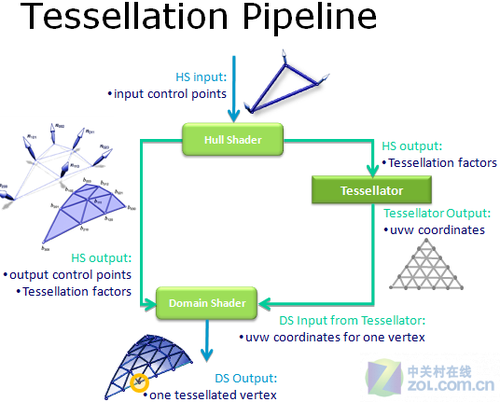 Tessellation Pipeline
HS input:
•input control points
Hull Shader
HS output:
•Tessellation factors
Tessellator
Tessellator Output:
•uvw coordinates
HS output:
•output control points
•Tessellation factors
Domain Shader
DS Input from Tessellator:
•uvw coordinates for one vertex
DS Output:
•one tessellated vertex
中关村在线
zol.com.cn